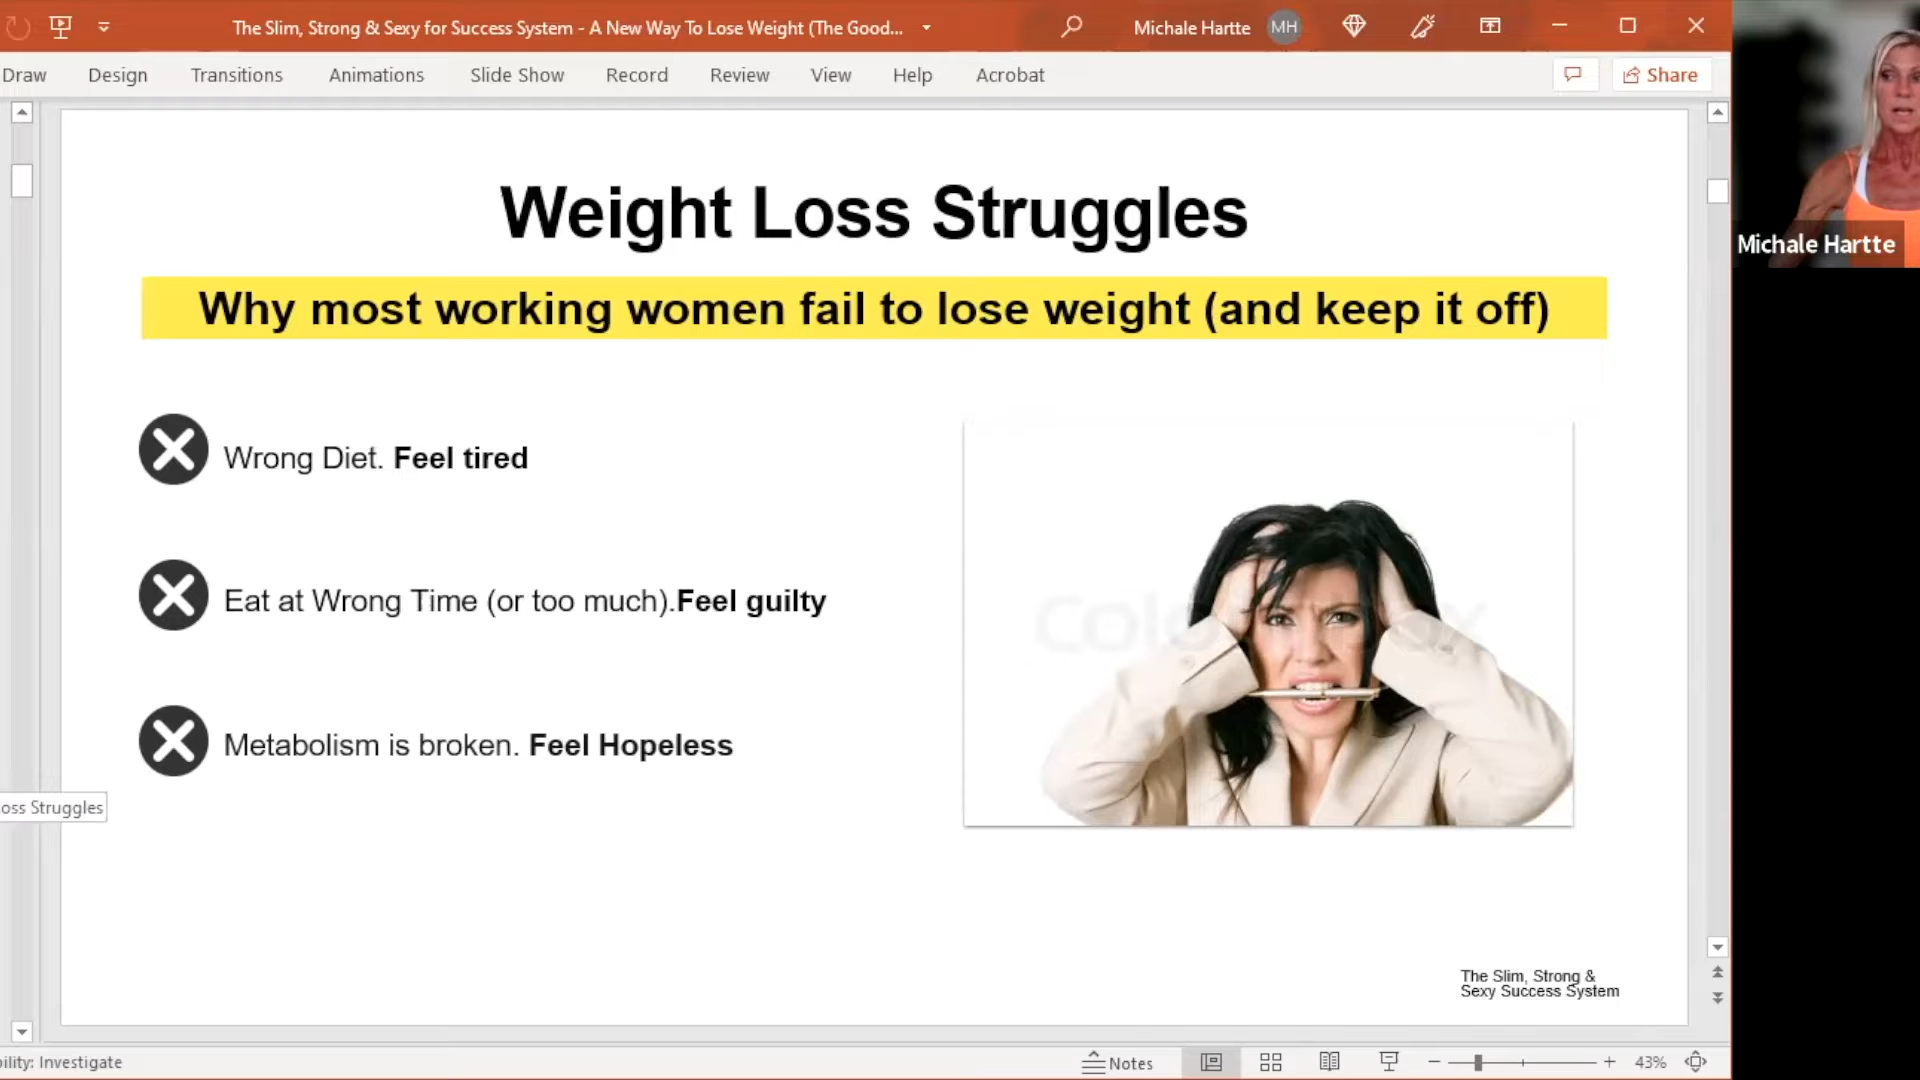 The Slim, Strong & Sexy for Success System - A New Way To Lose Weight (The Good...
Michale Hartte
MH
Draw
Design
Transitions
Animations
Slide Show
Record
Review
View
Help
Acrobat
Share
Weight Loss Struggles
Why most working women fail to lose weight (and keep it off)
Wrong Diet. Feel tired
Eat at Wrong Time (or too much).Feel guilty
Metabolism is broken. Feel Hopeless
oss Struggles
The Slim, Strong &
Sexy Success System
Michale Hartte
bility: Investigate
Notes
43%